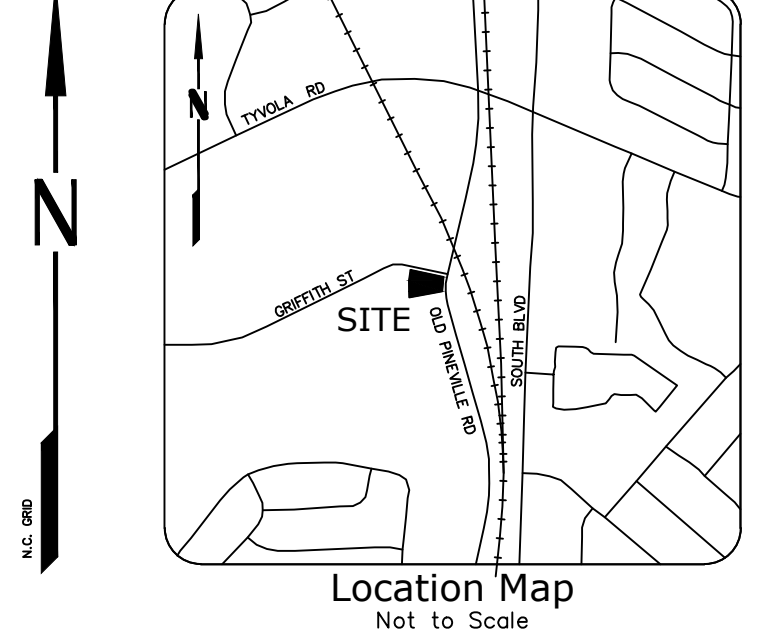 N
TYVOLA RD
N
GRIFFITH ST
SITE
OLD PINEVILLE RD
SOUTH BLVD
N.C. GRID
Location Map
Not to Scale